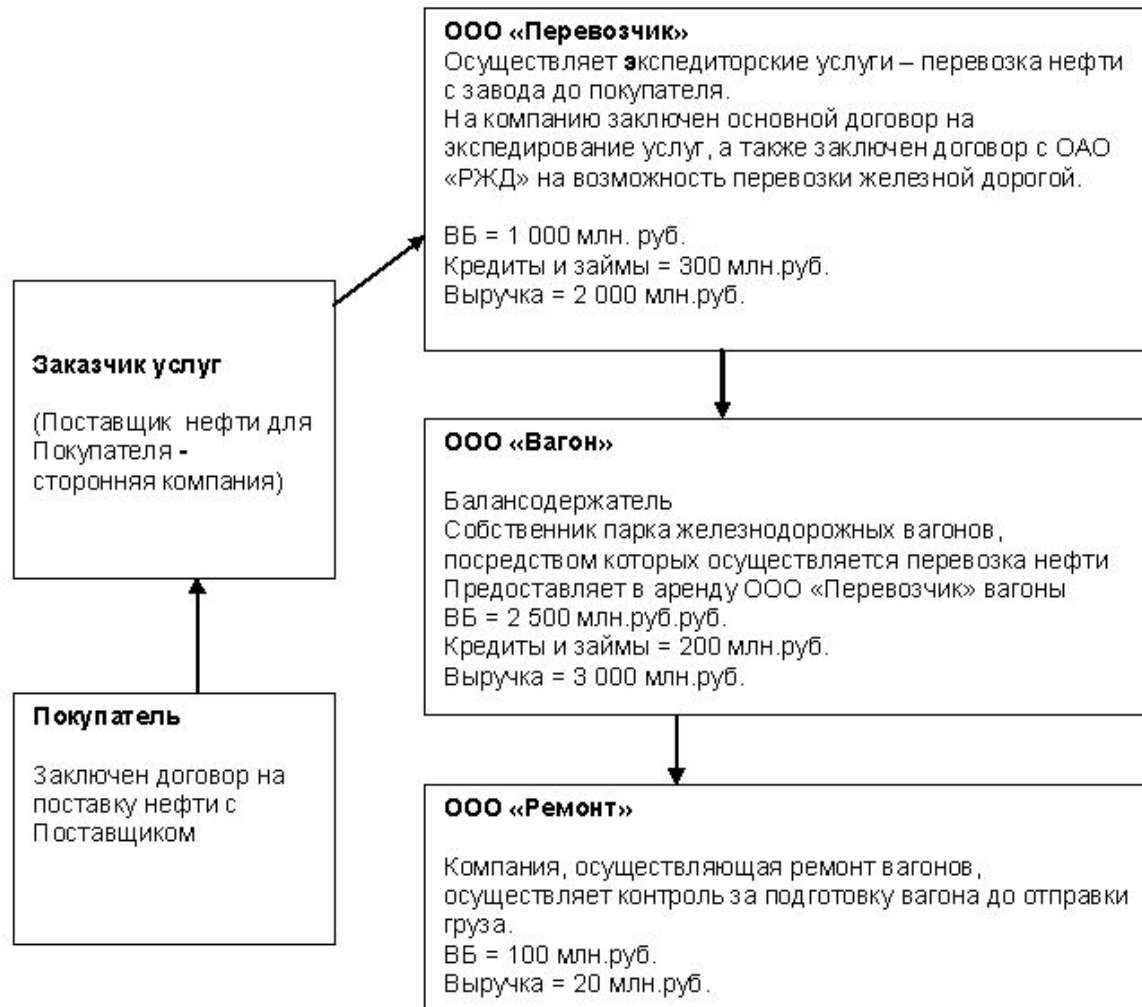 ООО «Перевозчик»
Осуществляет экспедиторские услуги – перевозка нефти
с завода до покупателя.
На компанию заключен основной договор на
экспедирование услуг, а также заключен договор с ОАО
«РЖД» на возможность перевозки железной дорогой.
ВБ = 1 000 млн. руб.
Кредиты и займы = 300 млн.руб.
Выручка = 2 000 млн.руб.
Заказчик услуг
(Поставщик нефти для
Покупателя -
сторонняя компания)
ООО «Вагон»
Балансодержатель
Собственник парка железнодорожных вагонов,
посредством которых осуществляется перевозка нефти
Предоставляет в аренду ООО «Перевозчик» вагоны
ВБ = 2 500 млн.руб.руб.
Кредиты и займы = 200 млн.руб.
Выручка = 3 000 млн.руб.
Покупатель
Заключен договор на
поставку нефти с
Поставщиком
ООО «Ремонт»
Компания, осуществляющая ремонт вагонов,
осуществляет контроль за подготовку вагона до отправки
груза.
ВБ = 100 млн.руб.
Выручка = 20 млн.руб.